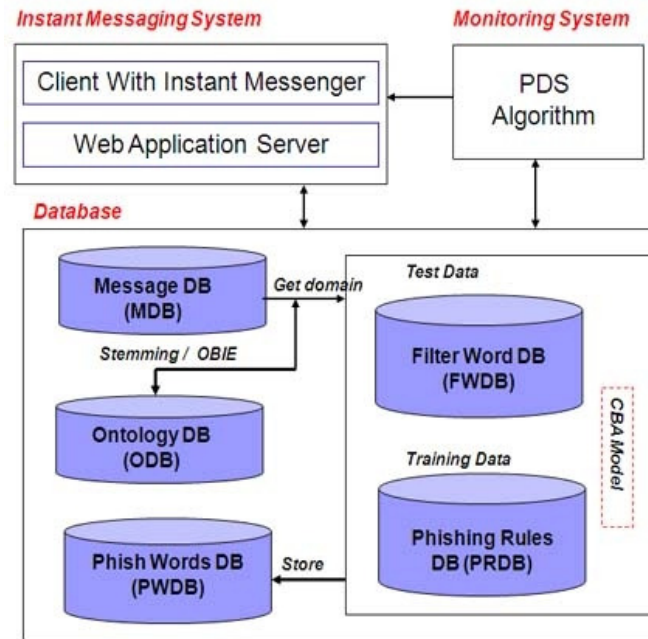 Instant Messaging System
Monitoring System
Client With Instant Messenger
Web Application Server
PDS
Algorithm
Database
Message DB
(MDB)
Get domain
Stemming / OBIE
Ontology DB
(ODB)
Phish Words DB
(PWDB)
Store
Test Data
Filter Word DB
(FWDB)
Training Data
Phishing Rules
DB (PRDB)
CBA Model